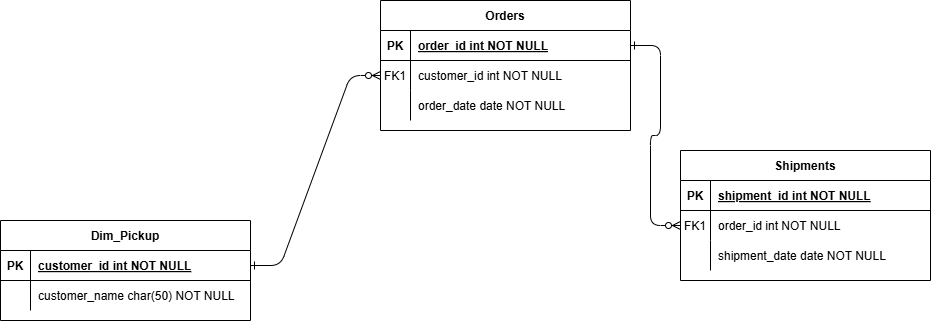 Orders
PK order_id int NOT NULL
FK1 customer_id int NOT NULL
order_date date NOT NULL
Shipments
PK shipment_id int NOT NULL
FK1 order_id int NOT NULL
shipment_date date NOT NULL
Dim_Pickup
PK customer_id int NOT NULL
customer_name char(50) NOT NULL